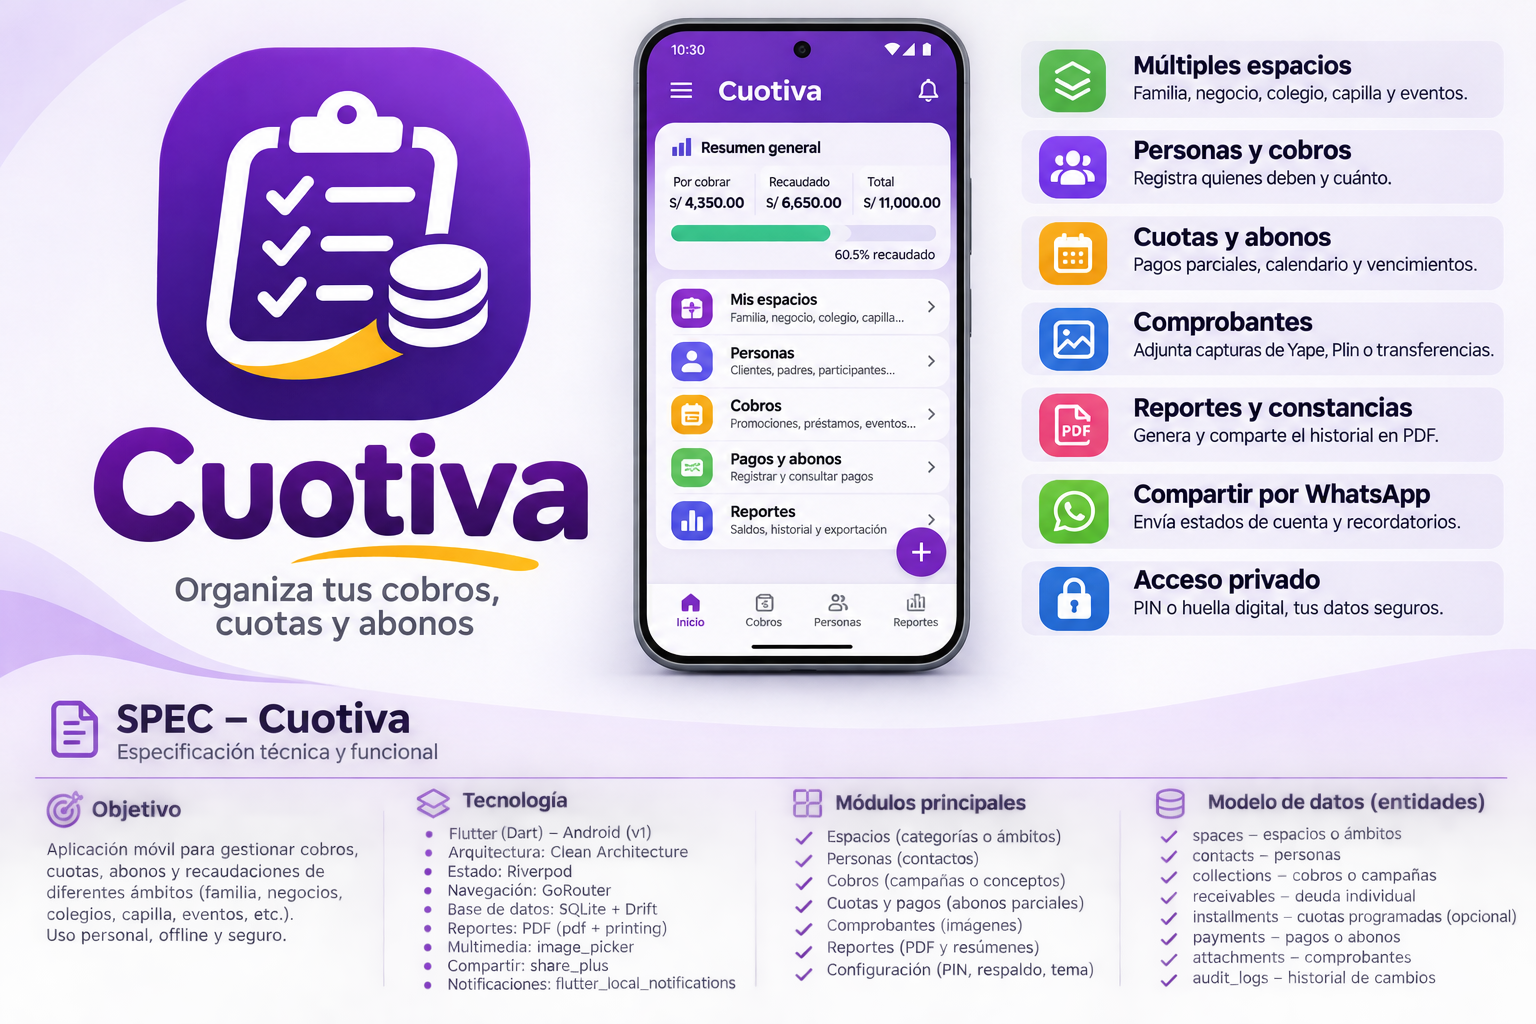 Cuotiva
Organiza tus cobros,
cuotas y abonos
10:30
Cuotiva
Resumen general
Por cobrar
S/ 4,350.00
Recaudado
S/ 6,650.00
Total
S/ 11,000.00
60.5% recaudado
Mis espacios
Familia, negocio, colegio, capilla...
Personas
Clientes, padres, participantes...
Cobros
Promociones, préstamos, eventos...
Pagos y abonos
Registrar y consultar pagos
Reportes
Saldos, historial y exportación
Inicio
Cobros
Personas
Reportes
Múltiples espacios
Familia, negocio, colegio, capilla y eventos.
Personas y cobros
Registra quienes deben y cuánto.
Cuotas y abonos
Pagos parciales, calendario y vencimientos.
Comprobantes
Adjunta capturas de Yape, Plin o transferencias.
PDF
Reportes y constancias
Genera y comparte el historial en PDF.
Compartir por WhatsApp
Envía estados de cuenta y recordatorios.
Acceso privado
PIN o huella digital, tus datos seguros.
SPEC – Cuotiva
Especificación técnica y funcional
Objetivo
Aplicación móvil para gestionar cobros,
cuotas, abonos y recaudaciones de
diferentes ámbitos (familia, negocios,
colegios, capilla, eventos, etc.).
Uso personal, offline y seguro.
Tecnología
Flutter (Dart) – Android (v1)
Arquitectura: Clean Architecture
Estado: Riverpod
Navegación: GoRouter
Base de datos: SQLite + Drift
Reportes: PDF (pdf + printing)
Multimedia: image_picker
Compartir: share_plus
Notificaciones: flutter_local_notifications
Módulos principales
Espacios (categorías o ámbitos)
Personas (contactos)
Cobros (campañas o conceptos)
Cuotas y pagos (abonos parciales)
Comprobantes (imágenes)
Reportes (PDF y resúmenes)
Configuración (PIN, respaldo, tema)
Modelo de datos (entidades)
spaces – espacios o ámbitos
contacts – personas
collections – cobros o campañas
receivables – deuda individual
installments – cuotas programadas (opcional)
payments – pagos o abonos
attachments – comprobantes
audit_logs – historial de cambios